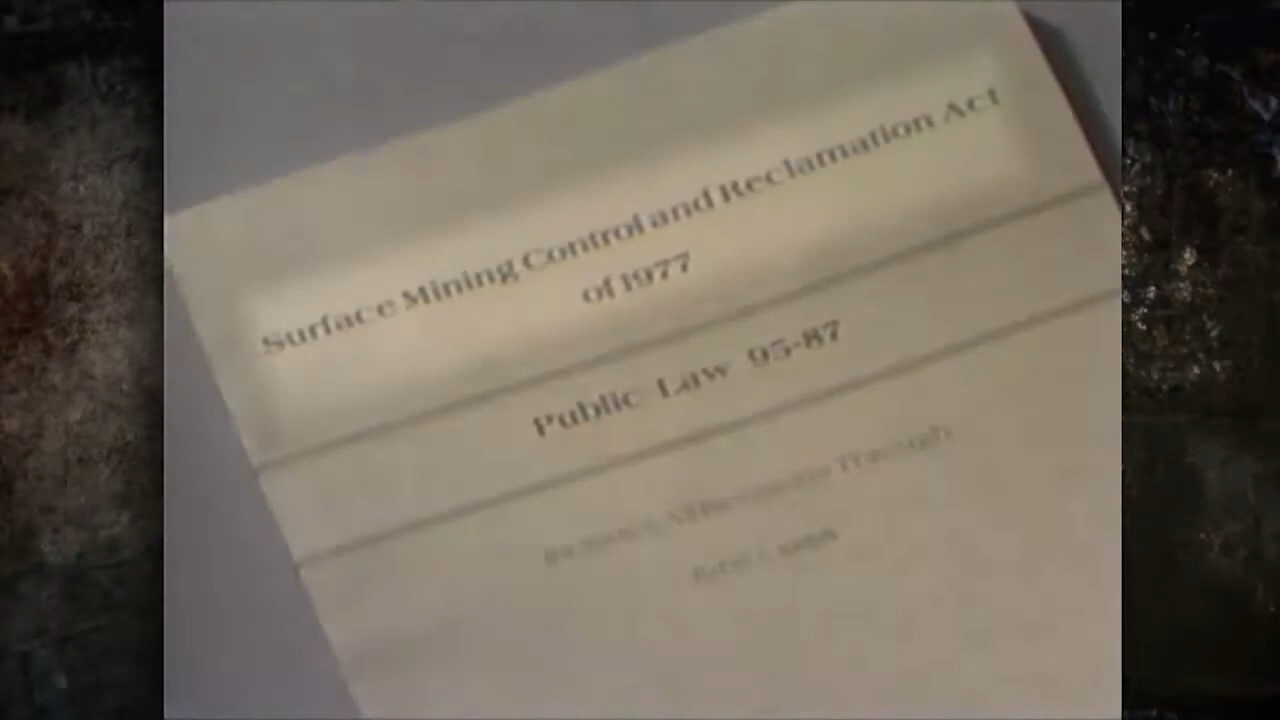 Surface Mining Control and Reclamation Act
of 1977
Public Law 95-87